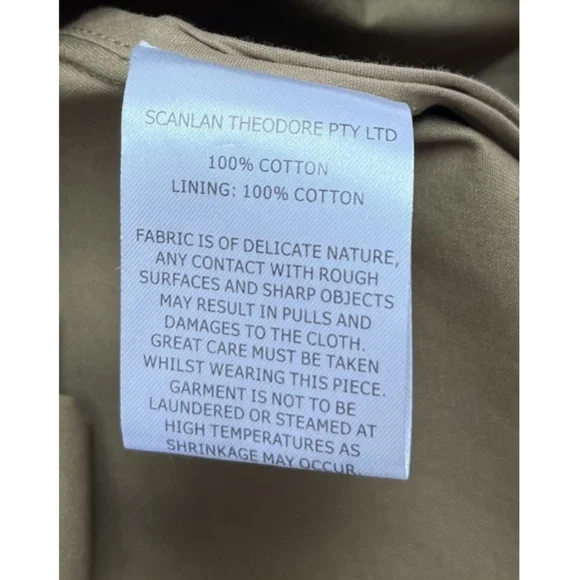 SCANLAN THEODORE PTY LTD
100% COTTON
LINING: 100% COTTON
FABRIC IS OF DELICATE NATURE,
ANY CONTACT WITH ROUGH
SURFACES AND SHARP OBJECTS
MAY RESULT IN PULLS AND
DAMAGES TO THE CLOTH.
GREAT CARE MUST BE TAKEN
WHILST WEARING THIS PIECE.
GARMENT IS NOT TO BE
LAUNDERED OR STEAMED AT
HIGH TEMPERATURES AS
SHRINKAGE MAY OCCUR.